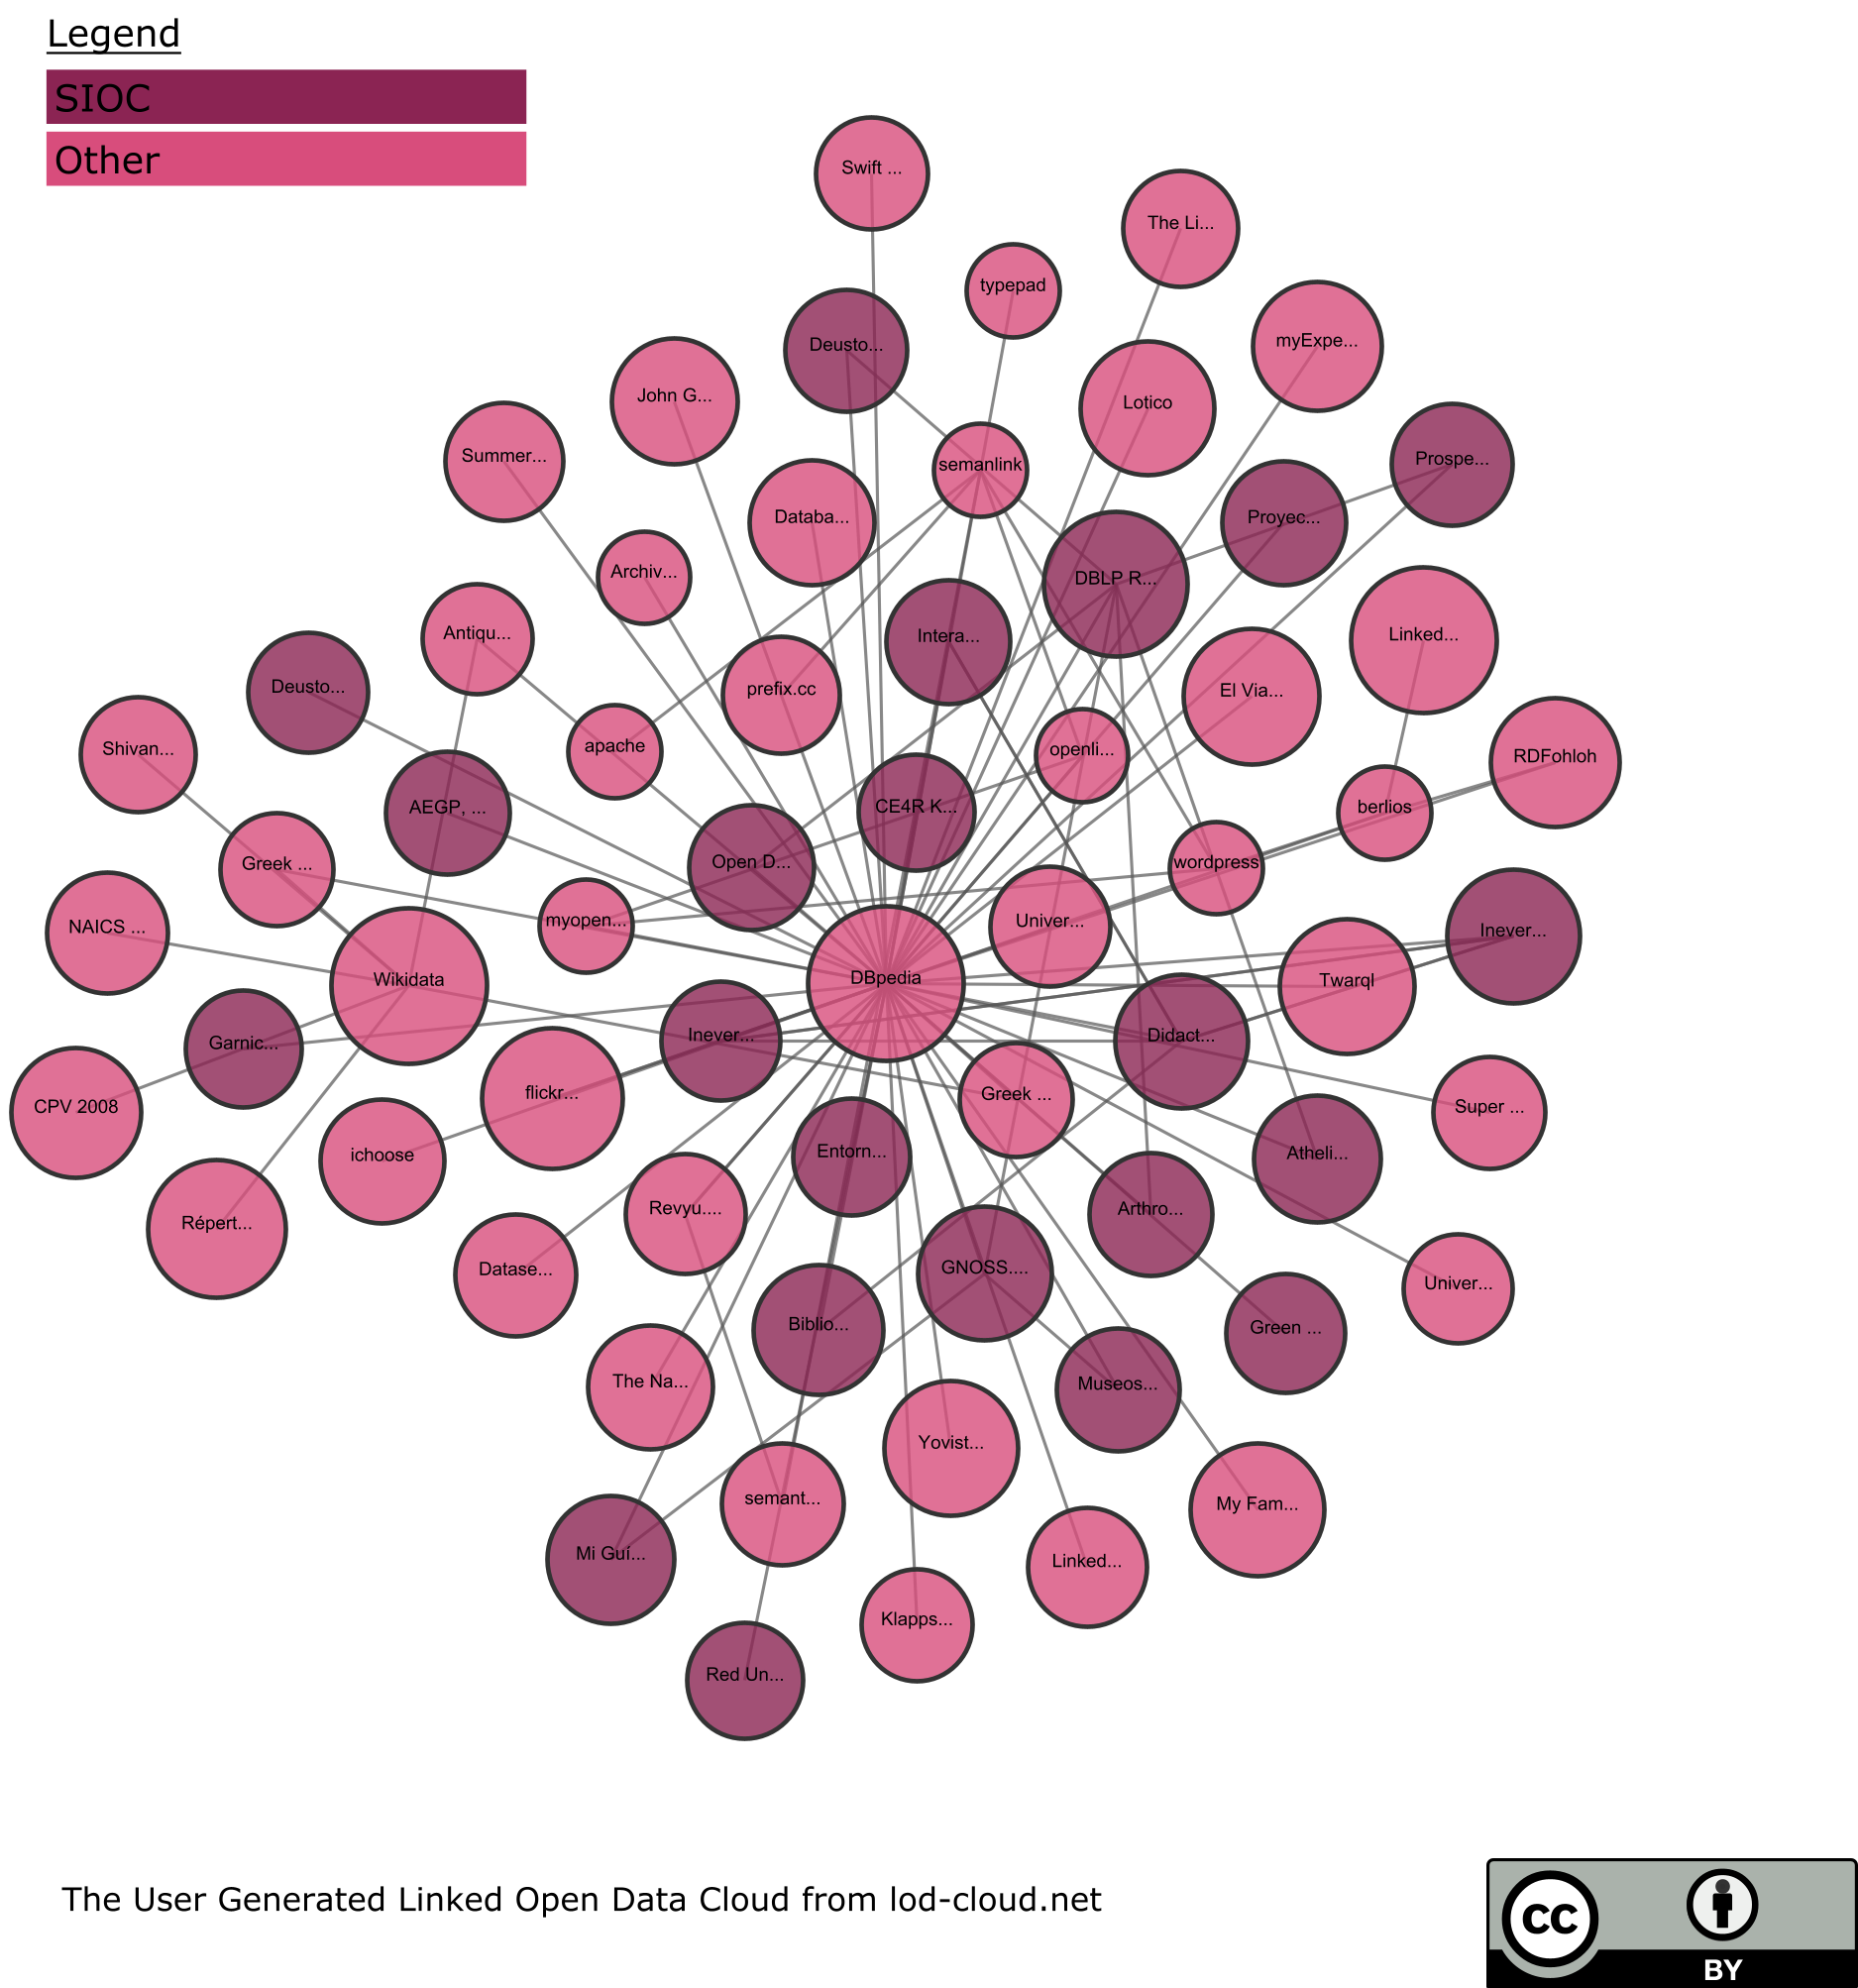 Legend
SIOC
Other
Swift ...
The Li...
typepad
Deusto...
myExpe...
John G...
Lotico
Summer...
semanlink
Prospe...
Databa...
Proyec...
Archiv...
DBLP R...
Antiqu...
Intera...
Linked...
Deusto...
prefix.cc
El Via...
Shivan...
apache
openli...
RDFohloh
AEGP, ...
CE4R K...
berlios
Greek ...
Open D...
wordpress
NAICS ...
myopen...
Univer...
Inever...
Wikidata
DBpedia
Twarql
Garnic...
Inever...
Didact...
CPV 2008
flickr...
Greek ...
Super ...
ichoose
Entorn...
Atheli...
Répert...
Revyu....
Arthro...
Datase...
GNOSS....
Univer...
Biblio...
Green ...
The Na...
Museos...
Yovist...
semant...
My Fam...
Mi Guí...
Linked...
Klapps...
Red Un...
The User Generated Linked Open Data Cloud from lod-cloud.net
cc
BY